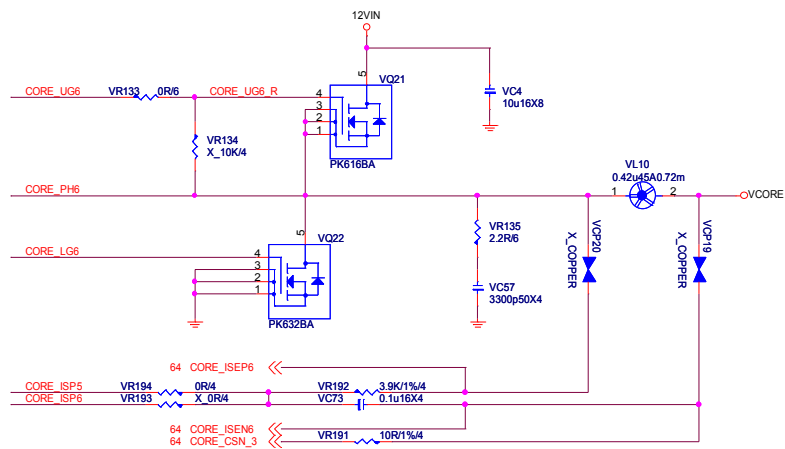 12VIN
5
VQ21
CORE_UG6 VR133 0R/6 CORE_UG6_R 4
3
2
1
VC4
10u16X8
VR134
X_10K/4
PK616BA
VL10
0.42u45A0.72m
CORE_PH6 1 2 VCORE
5
VR135
2.2R/6
VCP20
X_COPPER
VCP19
X_COPPER
VQ22
CORE_LG6 4
3
2
1
VC57
3300p50X4
PK632BA
64 CORE_ISEP6
CORE_ISP5 VR194 0R/4 VR192 3.9K/1%/4
CORE_ISP6 VR193 X_0R/4 VC73 0.1u16X4
64 CORE_ISEN6
64 CORE_CSN_3 VR191 10R/1%/4